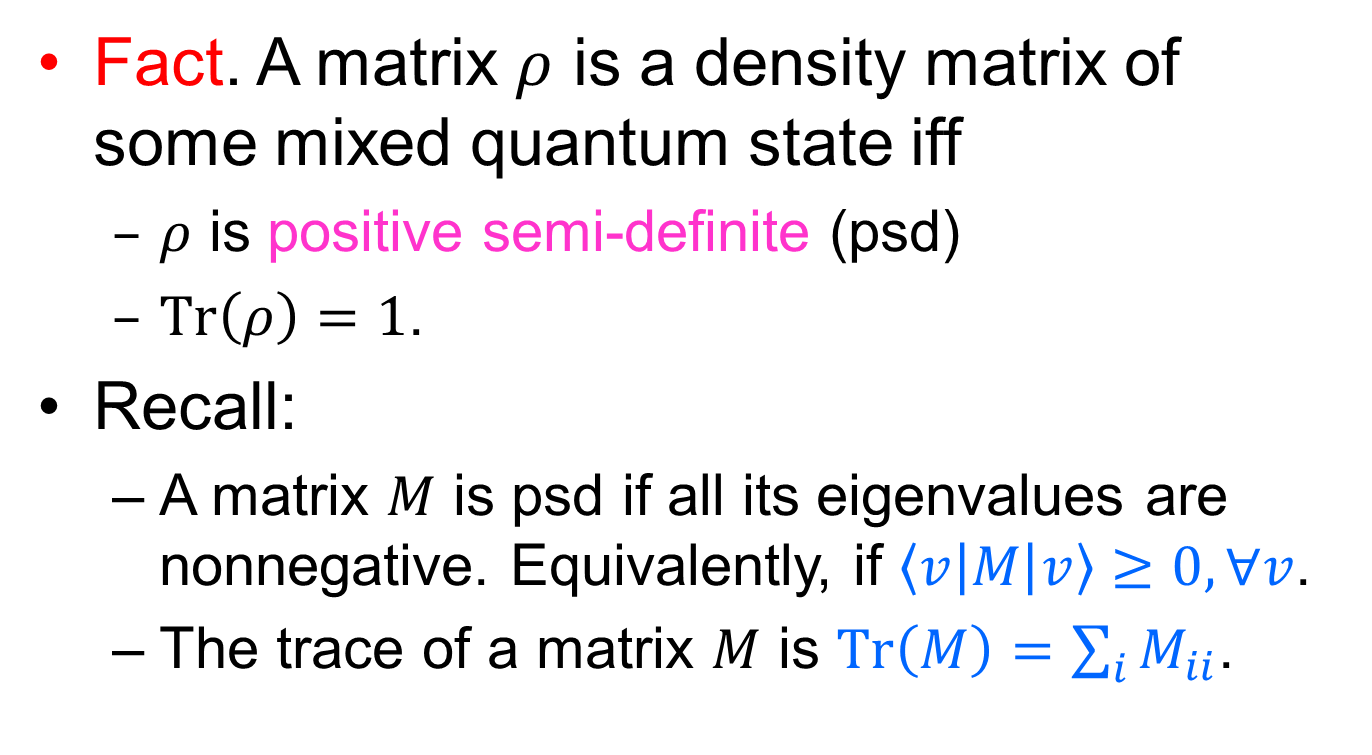 • Fact. A matrix 𝜌 is a density matrix of
some mixed quantum state iff
– 𝜌 is positive semi-definite (psd)
– Tr(𝜌) = 1.
• Recall:
– A matrix 𝑀 is psd if all its eigenvalues are
nonnegative. Equivalently, if ⟨𝑣|𝑀|𝑣⟩ ≥ 0, ∀𝑣.
– The trace of a matrix 𝑀 is Tr(𝑀) = ∑ᵢ 𝑀ᵢᵢ.